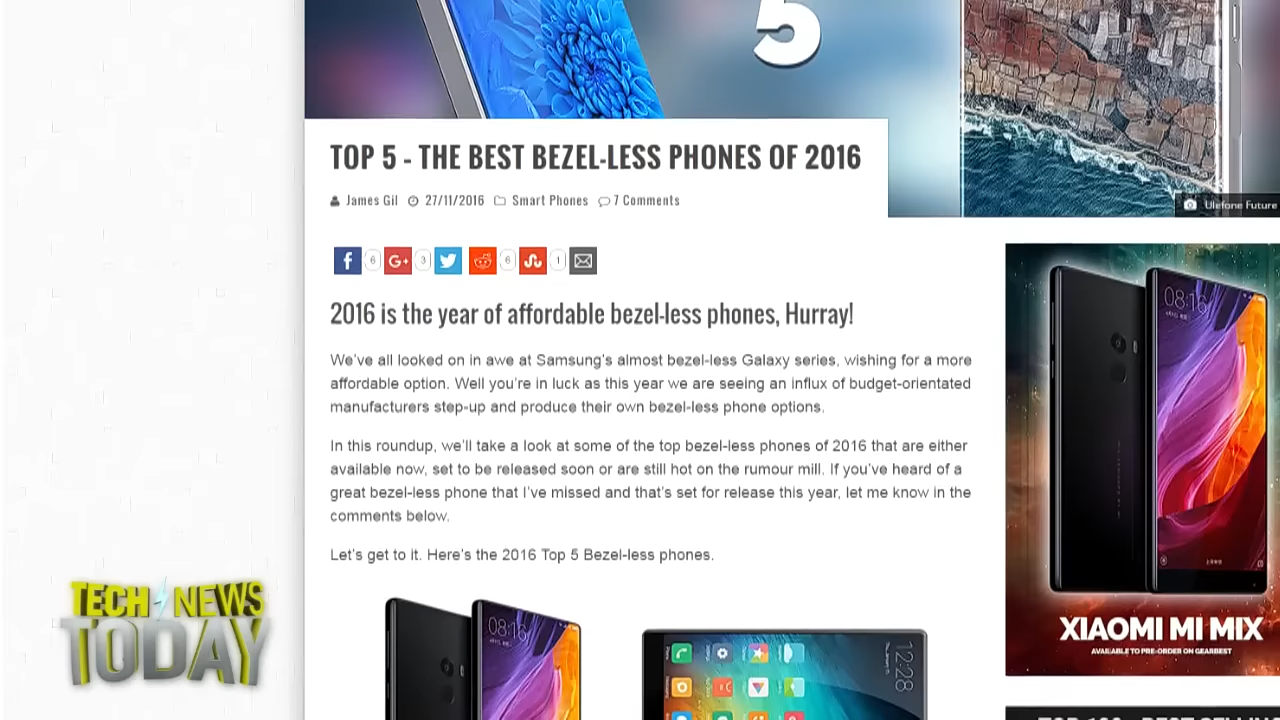 5
Ulefone Future
TOP 5 - THE BEST BEZEL-LESS PHONES OF 2016
James Gil 27/11/2016 Smart Phones 7 Comments
f 6 G+ 3 6 1
2016 is the year of affordable bezel-less phones, Hurray!
We've all looked on in awe at Samsung's almost bezel-less Galaxy series, wishing for a more
affordable option. Well you're in luck as this year we are seeing an influx of budget-orientated
manufacturers step-up and produce their own bezel-less phone options.
In this roundup, we'll take a look at some of the top bezel-less phones of 2016 that are either
available now, set to be released soon or are still hot on the rumour mill. If you've heard of a
great bezel-less phone that I've missed and that's set for release this year, let me know in the
comments below.
Let's get to it. Here's the 2016 Top 5 Bezel-less phones.
08:16
12:28
08:16
XIAOMI MI MIX
AVAILABLE TO PRE-ORDER ON GEARBEST
TECH NEWS
TODAY